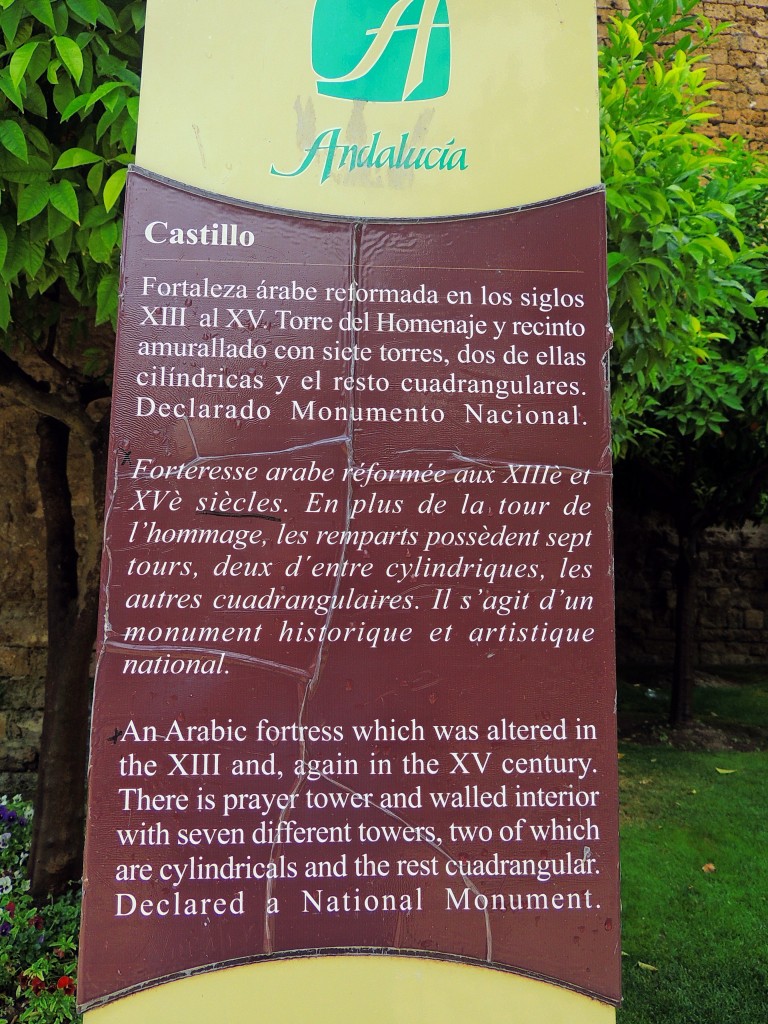 A
Andalucía
Castillo
Fortaleza árabe reformada en los siglos
XIII al XV. Torre del Homenaje y recinto
amurallado con siete torres, dos de ellas
cilíndricas y el resto cuadrangulares.
Declarado Monumento Nacional.
Forteresse arabe réformée aux XIIIè et
XVè siècles. En plus de la tour de
l'hommage, les remparts possèdent sept
tours, deux d´entre cylindriques, les
autres cuadrangulaires. Il s'agit d'un
monument historique et artistique
national.
An Arabic fortress which was altered in
the XIII and, again in the XV century.
There is prayer tower and walled interior
with seven different towers, two of which
are cylindricals and the rest cuadrangular.
Declared a National Monument.